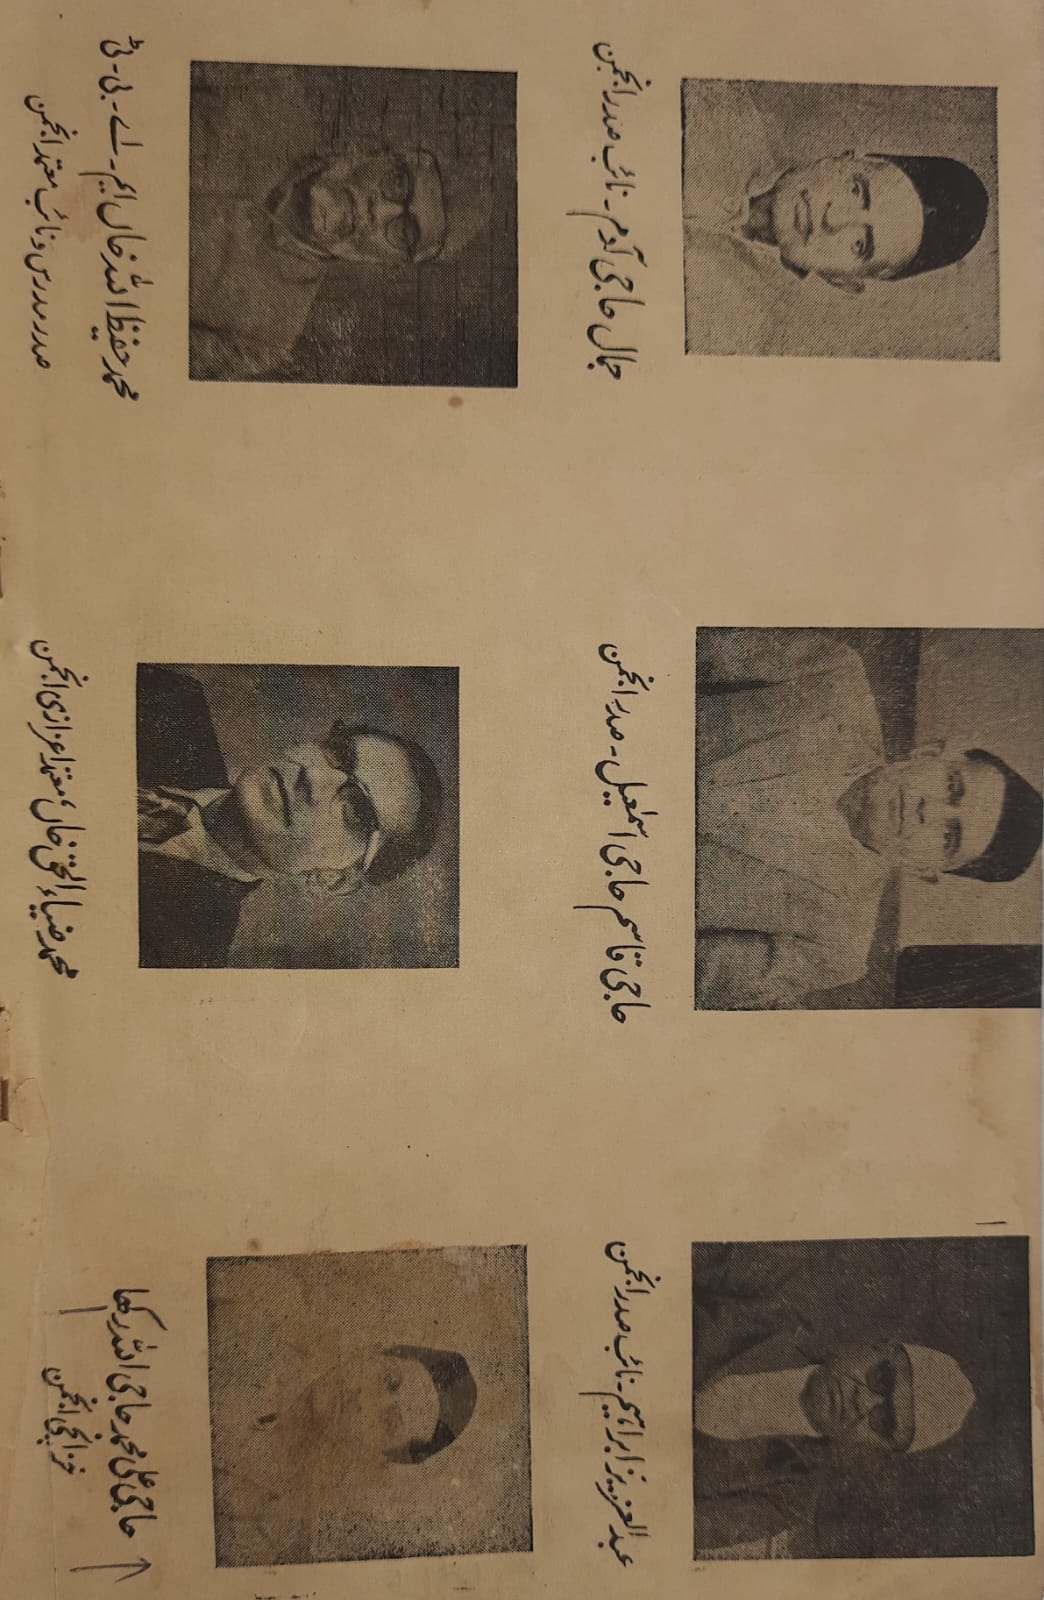 عبدالعزیز ابراہیم۔ نائب صدر انجمن
حاجی قاسم حاجی اسمٰعیل۔ صدر انجمن
جمال حاجی آدم۔ نائب صدر انجمن
حاجی علی محمد حاجی اللہ رکھا
خزانچی انجمن
محمد ضیاء الحق خاں، معتمد اعزازی انجمن
محمد حفیظ اللہ خاں ایم۔ اے۔ بی۔ ٹی
صدر مدرس و نائب معتمد انجمن